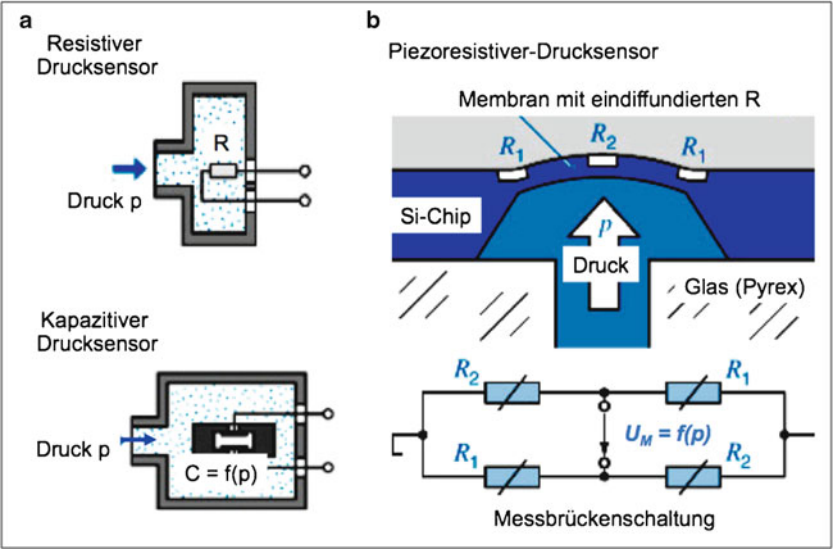 a
Resistiver
Drucksensor
R
Druck p
Kapazitiver
Drucksensor
Druck p
C = f(p)
b
Piezoresistiver-Drucksensor
Membran mit eindiffundierten R
R₁ R₂ R₁
Si-Chip
p
Druck
Glas (Pyrex)
R₂ R₁
U_M = f(p)
R₁ R₂
Messbrückenschaltung